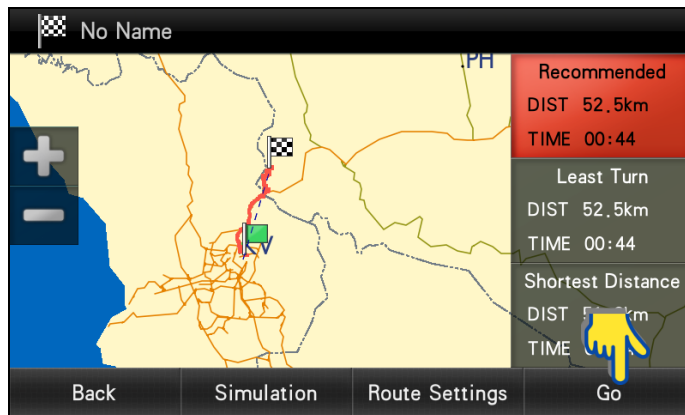 No Name
.PH
KV
Recommended
DIST 52.5km
TIME 00:44
Least Turn
DIST 52.5km
TIME 00:44
Shortest Distance
DIST km
TIME
Back
Simulation
Route Settings
Go